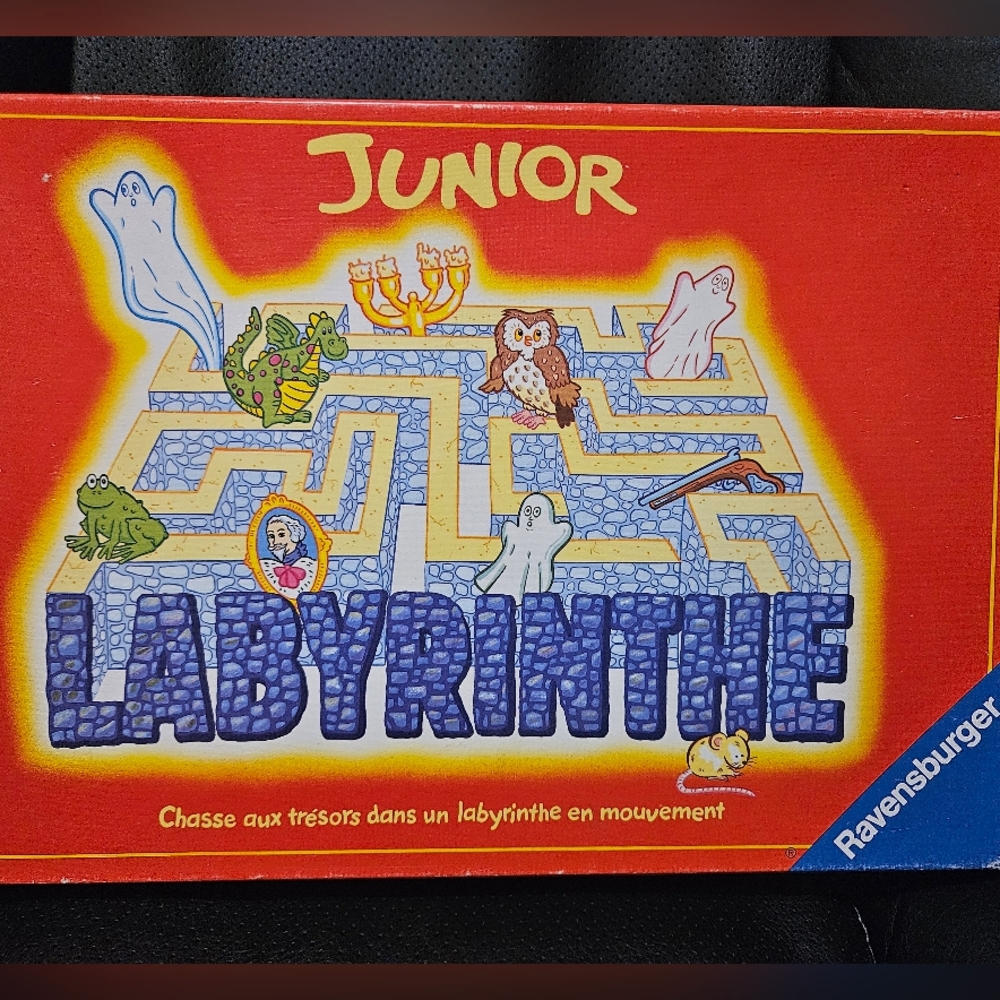 JUNIOR
LABYRINTHE
Chasse aux trésors dans un labyrinthe en mouvement
Ravensburger
®